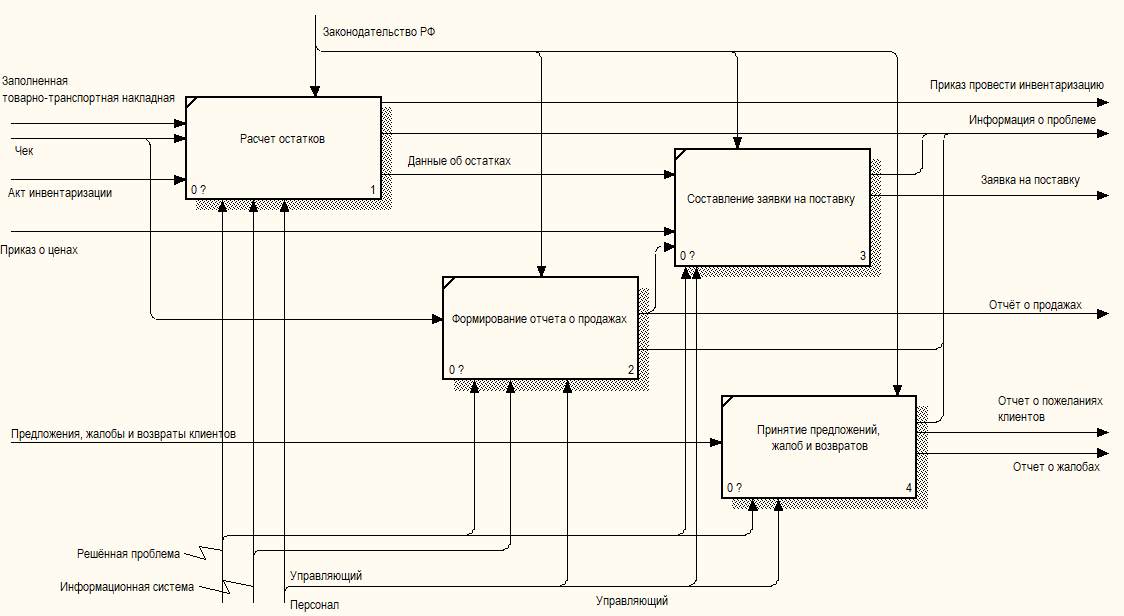 Законодательство РФ
Заполненная
товарно-транспортная накладная
Приказ провести инвентаризацию
Информация о проблеме
Расчет остатков
Чек
Данные об остатках
Заявка на поставку
Акт инвентаризации
0 ?
1
Составление заявки на поставку
Приказ о ценах
0 ?
3
Отчёт о продажах
Формирование отчета о продажах
0 ?
2
Отчет о пожеланиях
клиентов
Предложения, жалобы и возвраты клиентов
Принятие предложений,
жалоб и возвратов
Отчет о жалобах
0 ?
4
Решённая проблема
Управляющий
Информационная система
Управляющий
Персонал